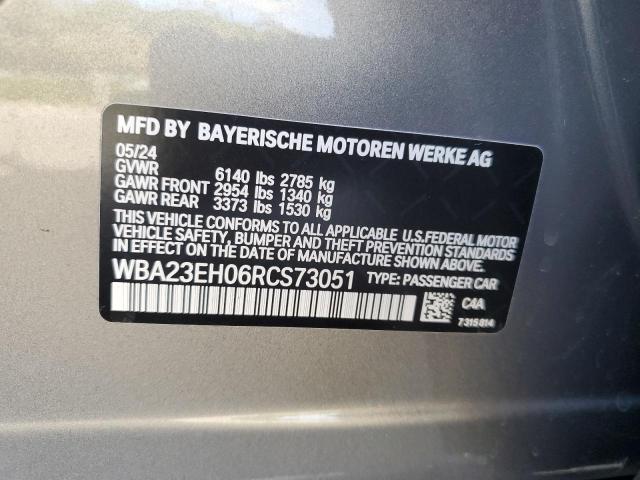 MFD BY BAYERISCHE MOTOREN WERKE AG
05/24
GVWR 6140 lbs 2785 kg
GAWR FRONT 2954 lbs 1340 kg
GAWR REAR 3373 lbs 1530 kg
THIS VEHICLE CONFORMS TO ALL APPLICABLE U.S.FEDERAL MOTOR
VEHICLE SAFETY, BUMPER AND THEFT PREVENTION STANDARDS
IN EFFECT ON THE DATE OF MANUFACTURE SHOWN ABOVE.
WBA23EH06RCS73051 TYPE: PASSENGER CAR
C4A
7315814